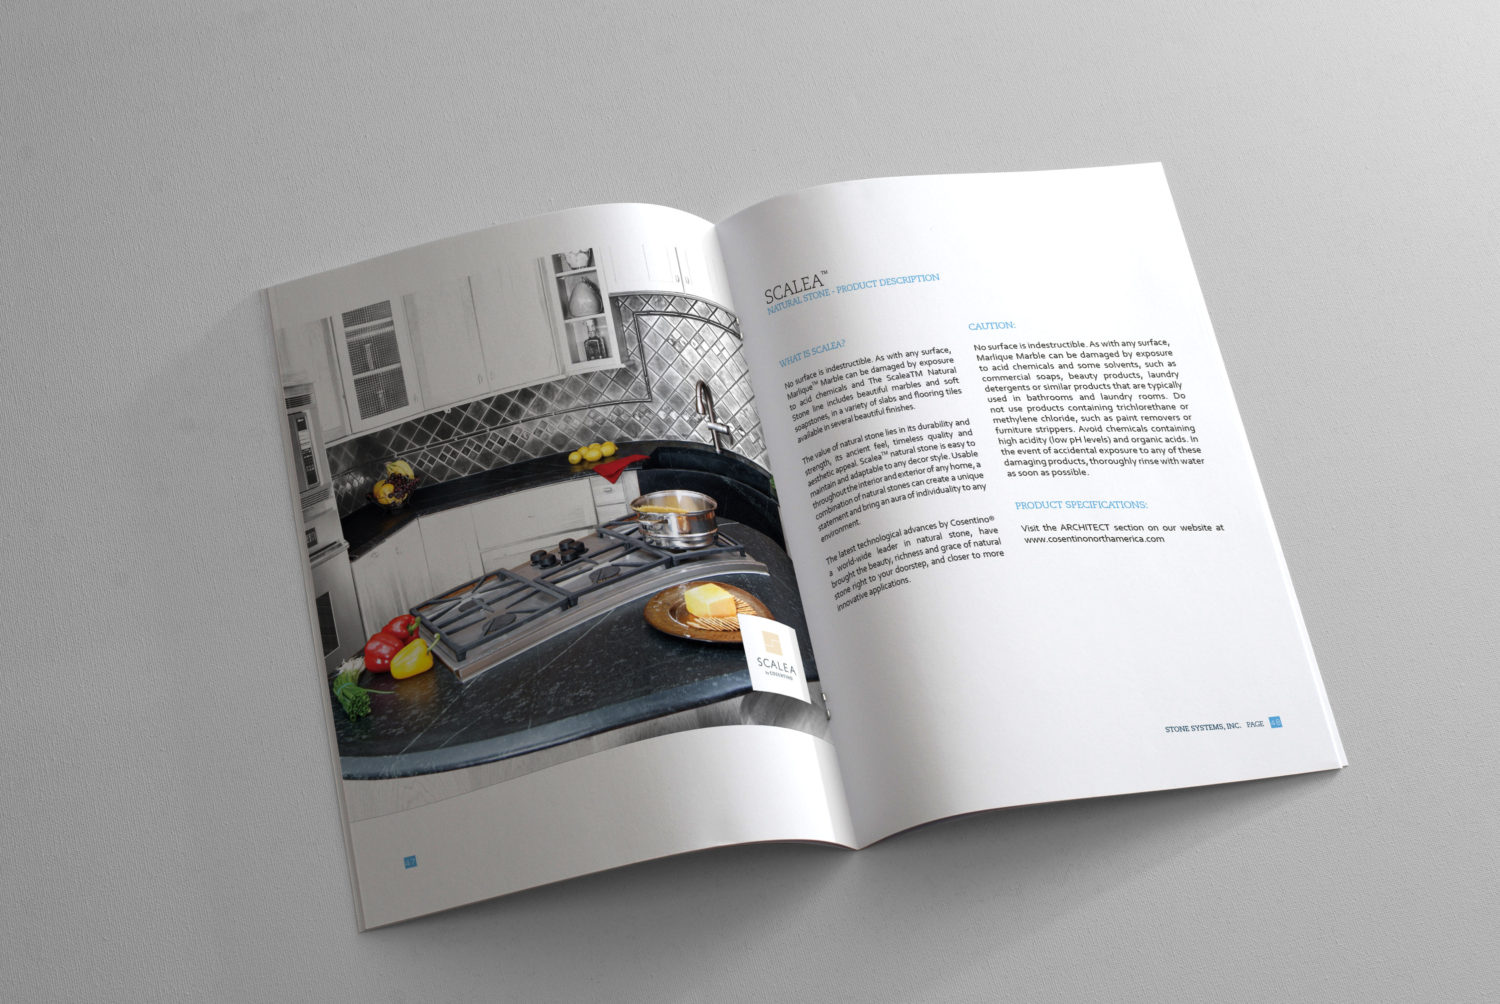 SCALEA
by COSENTINO
47
SCALEA™
NATURAL STONE - PRODUCT DESCRIPTION
WHAT IS SCALEA?
No surface is indestructible. As with any surface,
Marlique™ Marble can be damaged by exposure
to acid chemicals and The ScaleaTM Natural
Stone line includes beautiful marbles and soft
soapstones, in a variety of slabs and flooring tiles
available in several beautiful finishes.
The value of natural stone lies in its durability and
strength, its ancient feel, timeless quality and
aesthetic appeal. Scalea™ natural stone is easy to
maintain and adaptable to any decor style. Usable
throughout the interior and exterior of any home, a
combination of natural stones can create a unique
statement and bring an aura of individuality to any
environment.
The latest technological advances by Cosentino®
a world-wide leader in natural stone, have
brought the beauty, richness and grace of natural
stone right to your doorstep, and closer to more
innovative applications.
CAUTION:
No surface is indestructible. As with any surface,
Marlique Marble can be damaged by exposure
to acid chemicals and some solvents, such as
commercial soaps, beauty products, laundry
detergents or similar products that are typically
used in bathrooms and laundry rooms. Do
not use products containing trichlorethane or
methylene chloride, such as paint removers or
furniture strippers. Avoid chemicals containing
high acidity (low pH levels) and organic acids. In
the event of accidental exposure to any of these
damaging products, thoroughly rinse with water
as soon as possible.
PRODUCT SPECIFICATIONS:
Visit the ARCHITECT section on our website at
www.cosentinonorthamerica.com
STONE SYSTEMS, INC. PAGE 48